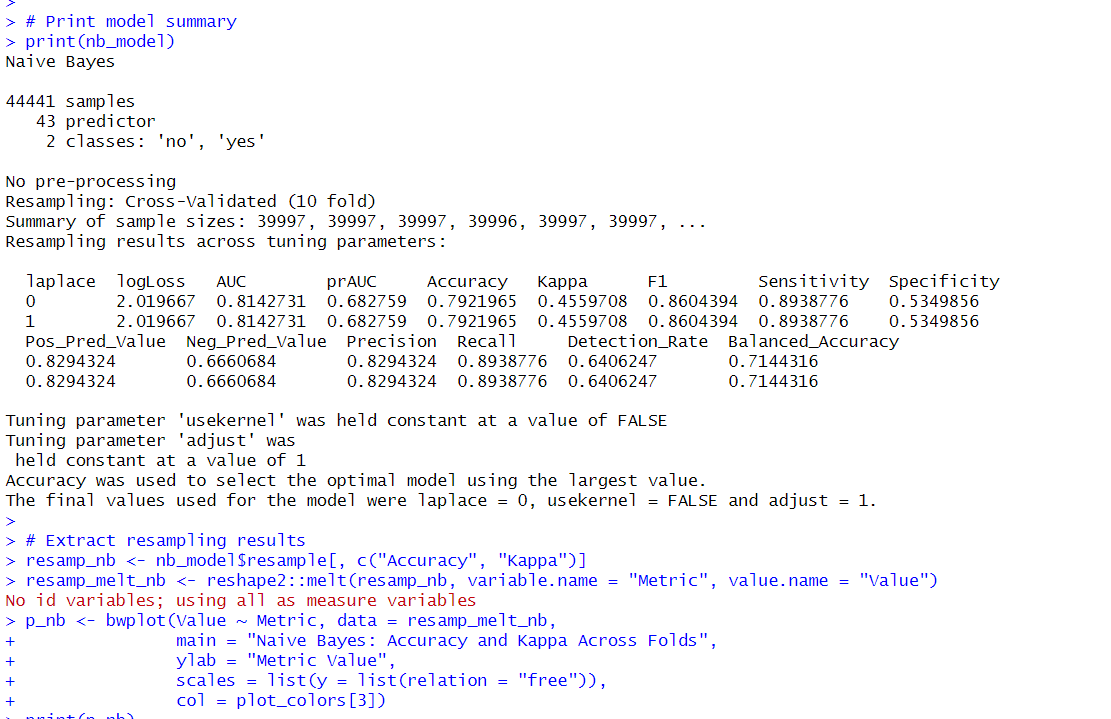 >
> # Print model summary
> print(nb_model)
Naive Bayes

44441 samples
   43 predictor
    2 classes: 'no', 'yes'

No pre-processing
Resampling: Cross-Validated (10 fold)
Summary of sample sizes: 39997, 39997, 39997, 39996, 39997, 39997, ...
Resampling results across tuning parameters:

  laplace  logLoss   AUC        prAUC     Accuracy   Kappa      F1         Sensitivity  Specificity
  0        2.019667  0.8142731  0.682759  0.7921965  0.4559708  0.8604394  0.8938776    0.5349856
  1        2.019667  0.8142731  0.682759  0.7921965  0.4559708  0.8604394  0.8938776    0.5349856
  Pos_Pred_Value  Neg_Pred_Value  Precision  Recall     Detection_Rate  Balanced_Accuracy
  0.8294324       0.6660684       0.8294324  0.8938776  0.6406247       0.7144316
  0.8294324       0.6660684       0.8294324  0.8938776  0.6406247       0.7144316

Tuning parameter 'usekernel' was held constant at a value of FALSE
Tuning parameter 'adjust' was
 held constant at a value of 1
Accuracy was used to select the optimal model using the largest value.
The final values used for the model were laplace = 0, usekernel = FALSE and adjust = 1.
>
> # Extract resampling results
> resamp_nb <- nb_model$resample[, c("Accuracy", "Kappa")]
> resamp_melt_nb <- reshape2::melt(resamp_nb, variable.name = "Metric", value.name = "Value")
No id variables; using all as measure variables
> p_nb <- bwplot(Value ~ Metric, data = resamp_melt_nb,
+                main = "Naive Bayes: Accuracy and Kappa Across Folds",
+                ylab = "Metric Value",
+                scales = list(y = list(relation = "free")),
+                col = plot_colors[3])
> print(p_nb)